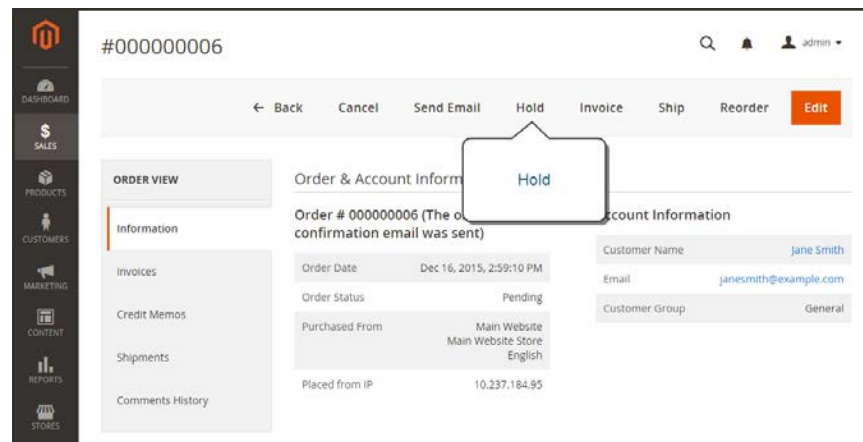 #000000006
admin
DASHBOARD
SALES
PRODUCTS
CUSTOMERS
MARKETING
CONTENT
REPORTS
STORES
← Back Cancel Send Email Hold Invoice Ship Reorder Edit
Hold
ORDER VIEW
Information
Invoices
Credit Memos
Shipments
Comments History
Order & Account Inform
Order # 000000006 (The o
confirmation email was sent)
Order Date Dec 16, 2015, 2:59:10 PM
Order Status Pending
Purchased From Main Website
Main Website Store
English
Placed from IP 10.237.184.95
ccount Information
Customer Name Jane Smith
Email janesmith@example.com
Customer Group General